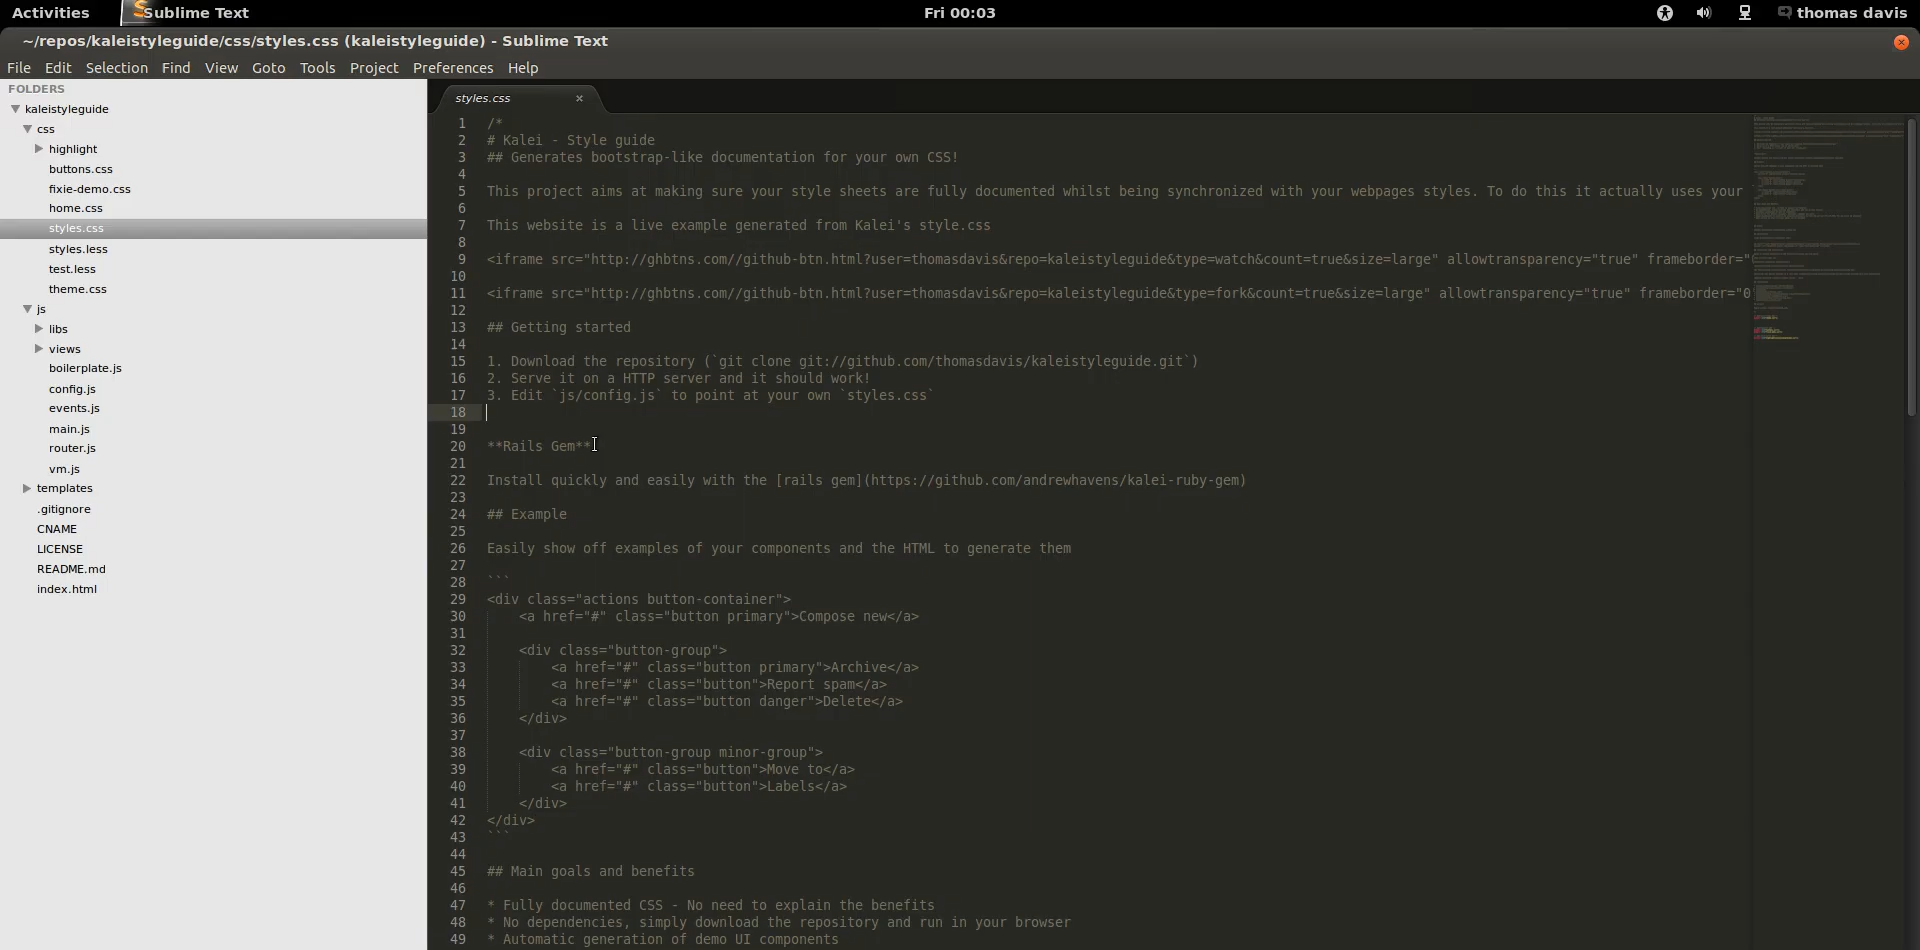 Activities Sublime Text Fri 00:03 thomas davis
~/repos/kaleistyleguide/css/styles.css (kaleistyleguide) - Sublime Text
File Edit Selection Find View Goto Tools Project Preferences Help
FOLDERS
kaleistyleguide
css
highlight
buttons.css
fixie-demo.css
home.css
styles.css
styles.less
test.less
theme.css
js
libs
views
boilerplate.js
config.js
events.js
main.js
router.js
vm.js
templates
.gitignore
CNAME
LICENSE
README.md
index.html
styles.css ×
1 /*
2 # Kalei - Style guide
3 ## Generates bootstrap-like documentation for your own CSS!
4
5 This project aims at making sure your style sheets are fully documented whilst being synchronized with your webpages styles. To do this it actually uses your
6
7 This website is a live example generated from Kalei's style.css
8
9 <iframe src="http://ghbtns.com//github-btn.html?user=thomasdavis&repo=kaleistyleguide&type=watch&count=true&size=large" allowtransparency="true" frameborder="
10
11 <iframe src="http://ghbtns.com//github-btn.html?user=thomasdavis&repo=kaleistyleguide&type=fork&count=true&size=large" allowtransparency="true" frameborder="0
12
13 ## Getting started
14
15 1. Download the repository (`git clone git://github.com/thomasdavis/kaleistyleguide.git`)
16 2. Serve it on a HTTP server and it should work!
17 3. Edit `js/config.js` to point at your own `styles.css`
18
19
20 **Rails Gem**
21
22 Install quickly and easily with the [rails gem](https://github.com/andrewhavens/kalei-ruby-gem)
23
24 ## Example
25
26 Easily show off examples of your components and the HTML to generate them
27
28 ```
29 <div class="actions button-container">
30 <a href="#" class="button primary">Compose new</a>
31
32 <div class="button-group">
33 <a href="#" class="button primary">Archive</a>
34 <a href="#" class="button">Report spam</a>
35 <a href="#" class="button danger">Delete</a>
36 </div>
37
38 <div class="button-group minor-group">
39 <a href="#" class="button">Move to</a>
40 <a href="#" class="button">Labels</a>
41 </div>
42 </div>
43 ```
44
45 ## Main goals and benefits
46
47 * Fully documented CSS - No need to explain the benefits
48 * No dependencies, simply download the repository and run in your browser
49 * Automatic generation of demo UI components